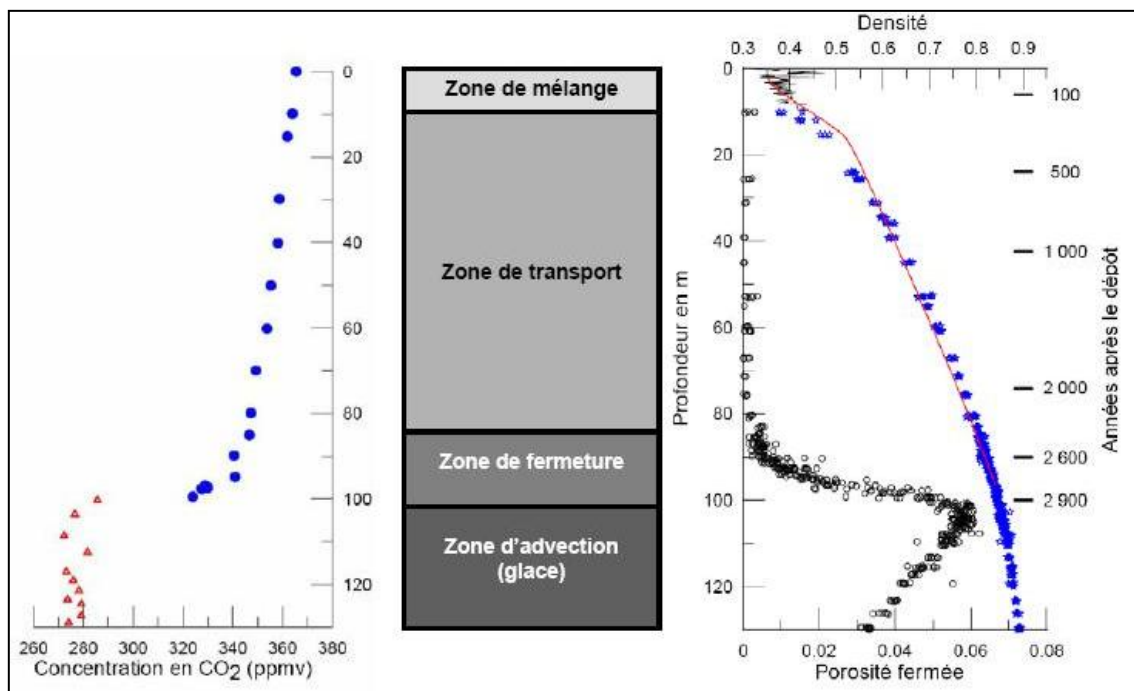 Densité
0.3 0.4 0.5 0.6 0.7 0.8 0.9
0
20
40
60
80
100
120
260 280 300 320 340 360 380
Concentration en CO2 (ppmv)
Zone de mélange
Zone de transport
Zone de fermeture
Zone d'advection
(glace)
Profondeur en m
0
20
40
60
80
100
120
0 0.02 0.04 0.06 0.08
Porosité fermée
100
500
1 000
2 000
2 600
2 900
Années après le dépôt